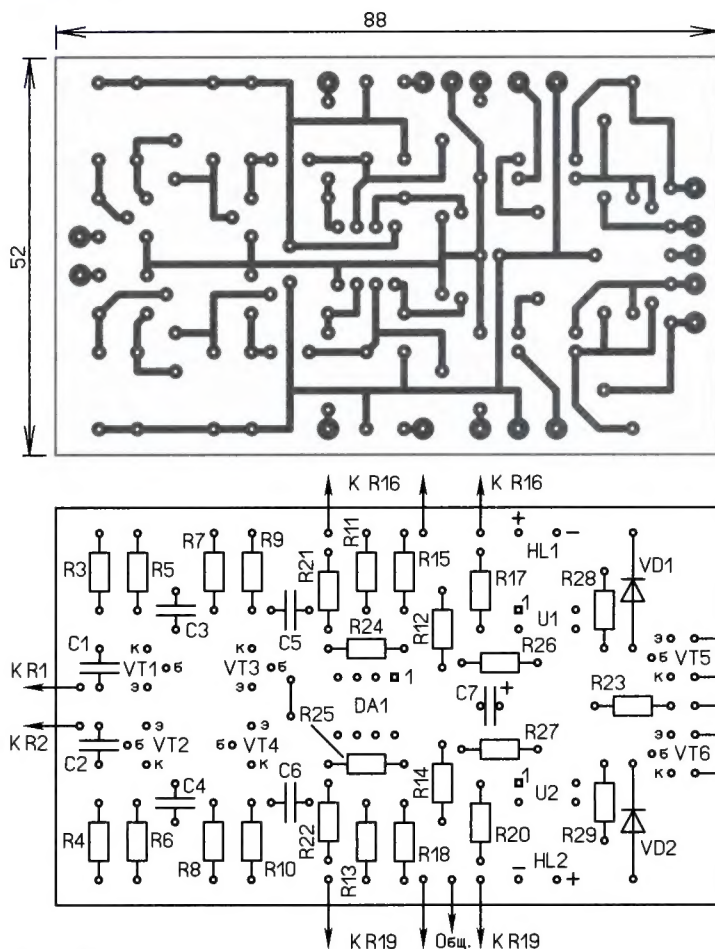 88
52
К R16
К R16
R3
R5
R7
R9
R21
R11
R15
R17
+
HL1
−
R28
VD1
C3
C5
R12
1
U1
C1
К
VT1
б
К
VT3
б
R24
R26
э
VT5
б
К
К R1
э
э
1
DA1
C7
+
R23
К R2
э
э
R25
R27
э
VT6
б
К
C2
б
VT2
К
б
VT4
К
R14
1
U2
C4
C6
R4
R6
R8
R10
R22
R13
R18
R20
−
HL2
+
R29
VD2
К R19
Общ.
К R19